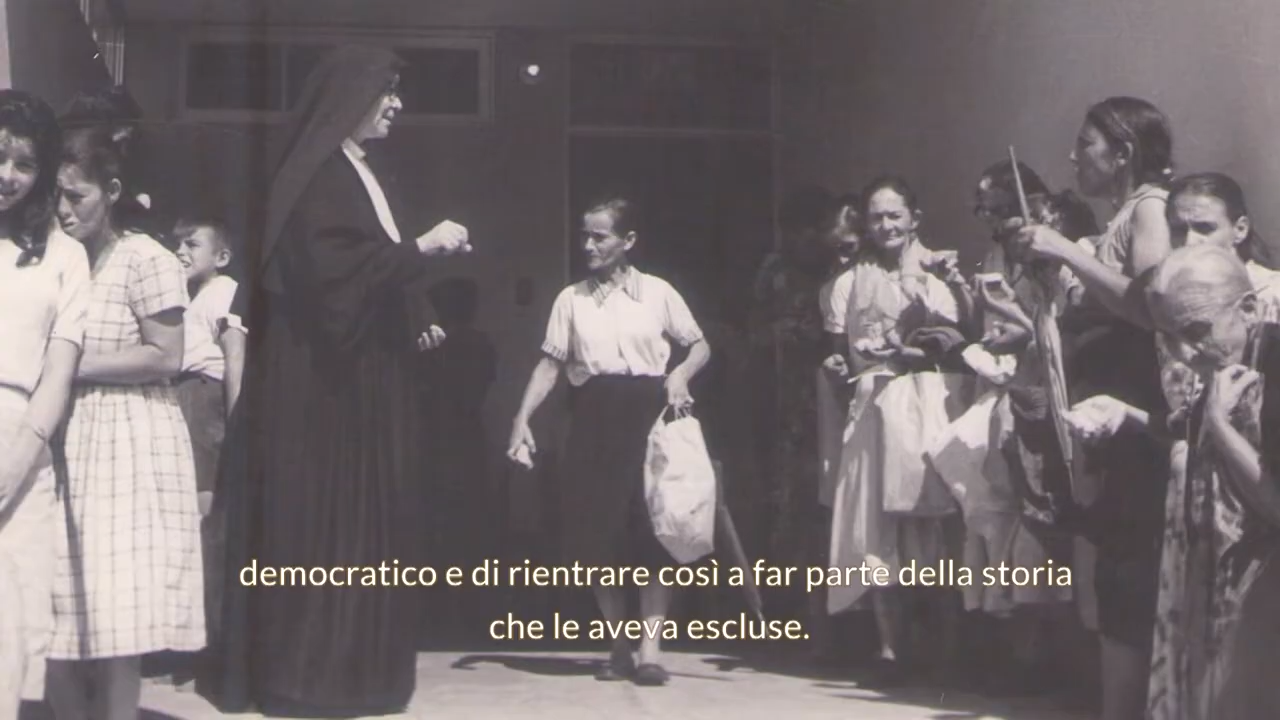 democratico e di rientrare così a far parte della storia
che le aveva escluse.